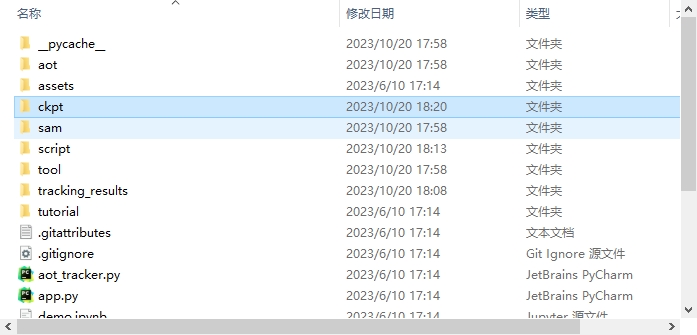 名称 修改日期 类型
__pycache__ 2023/10/20 17:58 文件夹
aot 2023/10/20 17:58 文件夹
assets 2023/6/10 17:14 文件夹
ckpt 2023/10/20 18:20 文件夹
sam 2023/10/20 17:58 文件夹
script 2023/10/20 18:13 文件夹
tool 2023/10/20 17:58 文件夹
tracking_results 2023/10/20 18:08 文件夹
tutorial 2023/6/10 17:14 文件夹
.gitattributes 2023/6/10 17:14 文本文档
.gitignore 2023/6/10 17:14 Git Ignore 源文件
aot_tracker.py 2023/6/10 17:14 JetBrains PyCharm
app.py 2023/6/10 17:14 JetBrains PyCharm
demo.ipynb 2023/6/10 17:14 Jupyter 源文件